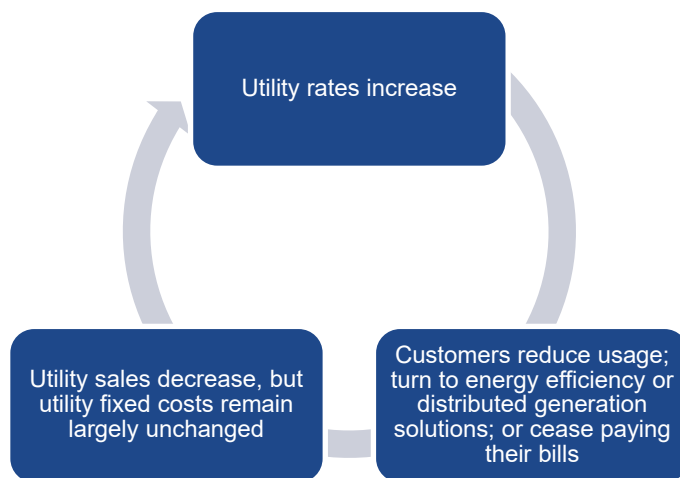 Utility rates increase
Customers reduce usage;
turn to energy efficiency or
distributed generation
solutions; or cease paying
their bills
Utility sales decrease, but
utility fixed costs remain
largely unchanged